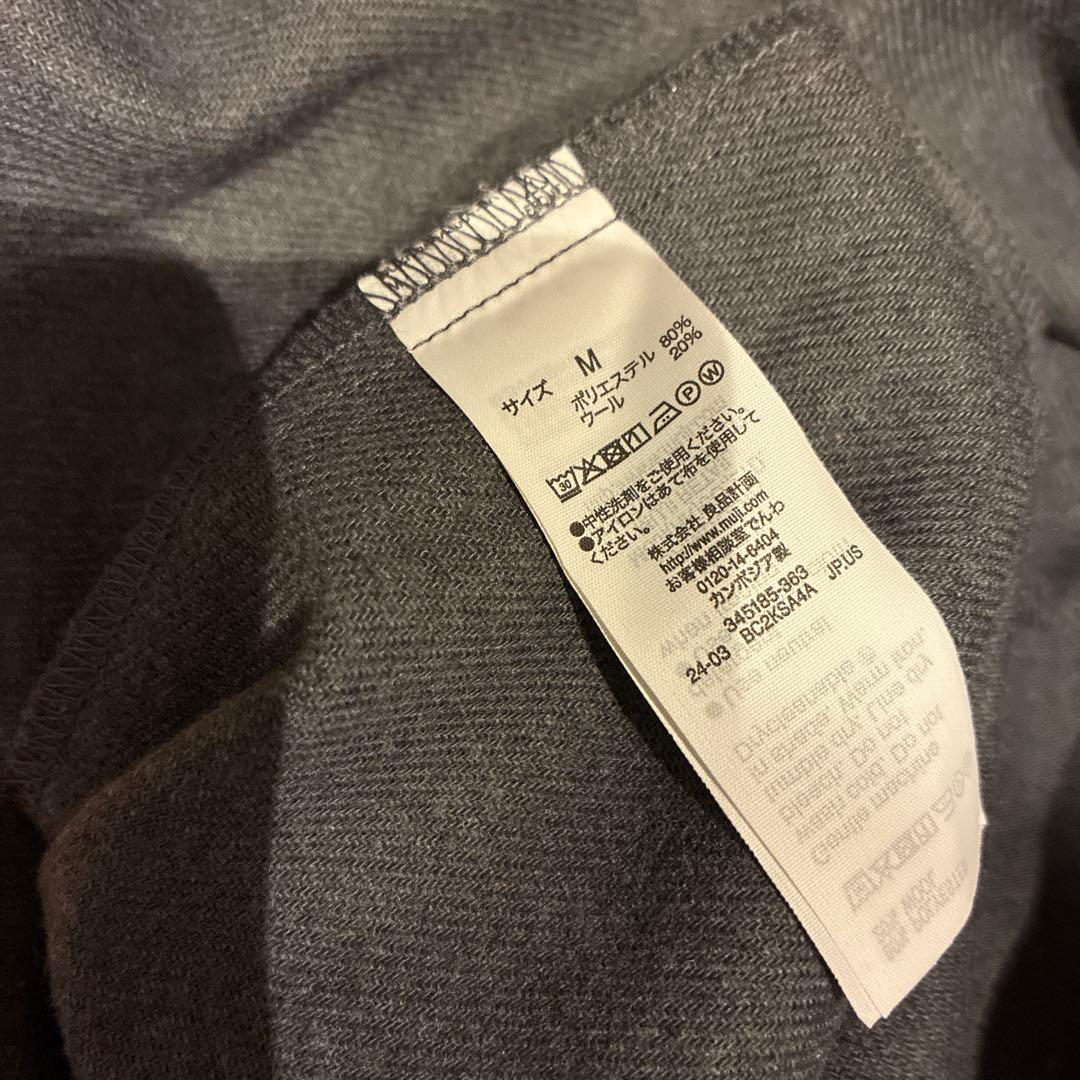 サイズ M
ポリエステル 80%
ウール 20%
30 P W
●中性洗剤をご使用ください。
●アイロンはあて布を使用して
ください。
株式会社 良品計画
http://www.muji.com
お客様相談室でんわ
0120-14-6404
カンボジア製
345185-363
24-03 BC2KSA4A JP.US